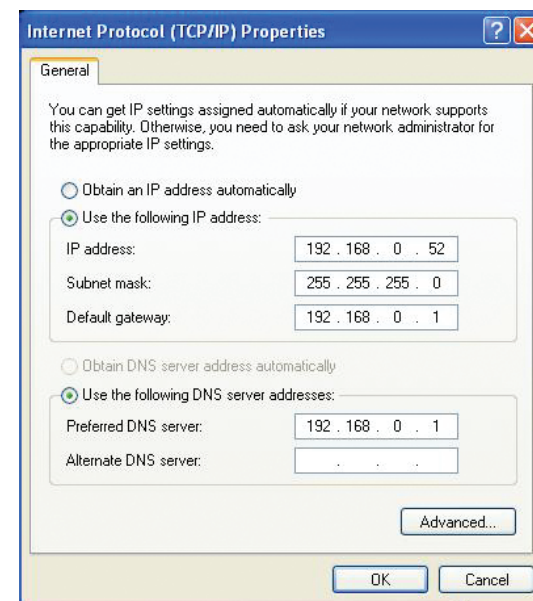 Internet Protocol (TCP/IP) Properties
General
You can get IP settings assigned automatically if your network supports
this capability. Otherwise, you need to ask your network administrator for
the appropriate IP settings.
Obtain an IP address automatically
Use the following IP address:
IP address: 192 . 168 . 0 . 52
Subnet mask: 255 . 255 . 255 . 0
Default gateway: 192 . 168 . 0 . 1
Obtain DNS server address automatically
Use the following DNS server addresses:
Preferred DNS server: 192 . 168 . 0 . 1
Alternate DNS server: . . .
Advanced...
OK Cancel